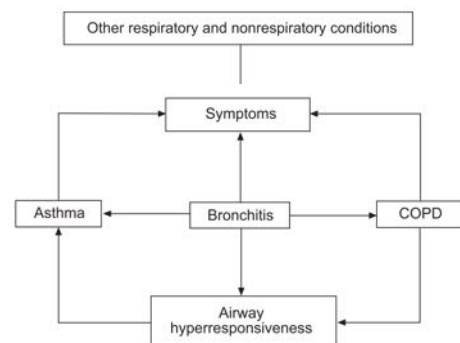 Other respiratory and nonrespiratory conditions
Symptoms
Asthma
Bronchitis
COPD
Airway
hyperresponsiveness